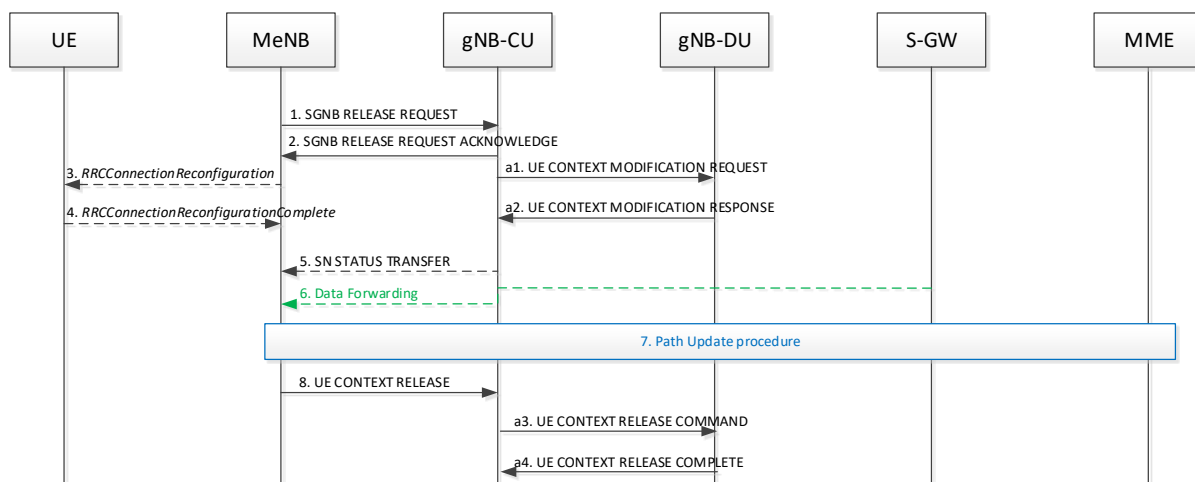 UE
MeNB
gNB-CU
gNB-DU
S-GW
MME
1. SGNB RELEASE REQUEST
2. SGNB RELEASE REQUEST ACKNOWLEDGE
a1. UE CONTEXT MODIFICATION REQUEST
3. RRCConnectionReconfiguration
4. RRCConnectionReconfigurationComplete
a2. UE CONTEXT MODIFICATION RESPONSE
5. SN STATUS TRANSFER
6. Data Forwarding
7. Path Update procedure
8. UE CONTEXT RELEASE
a3. UE CONTEXT RELEASE COMMAND
a4. UE CONTEXT RELEASE COMPLETE